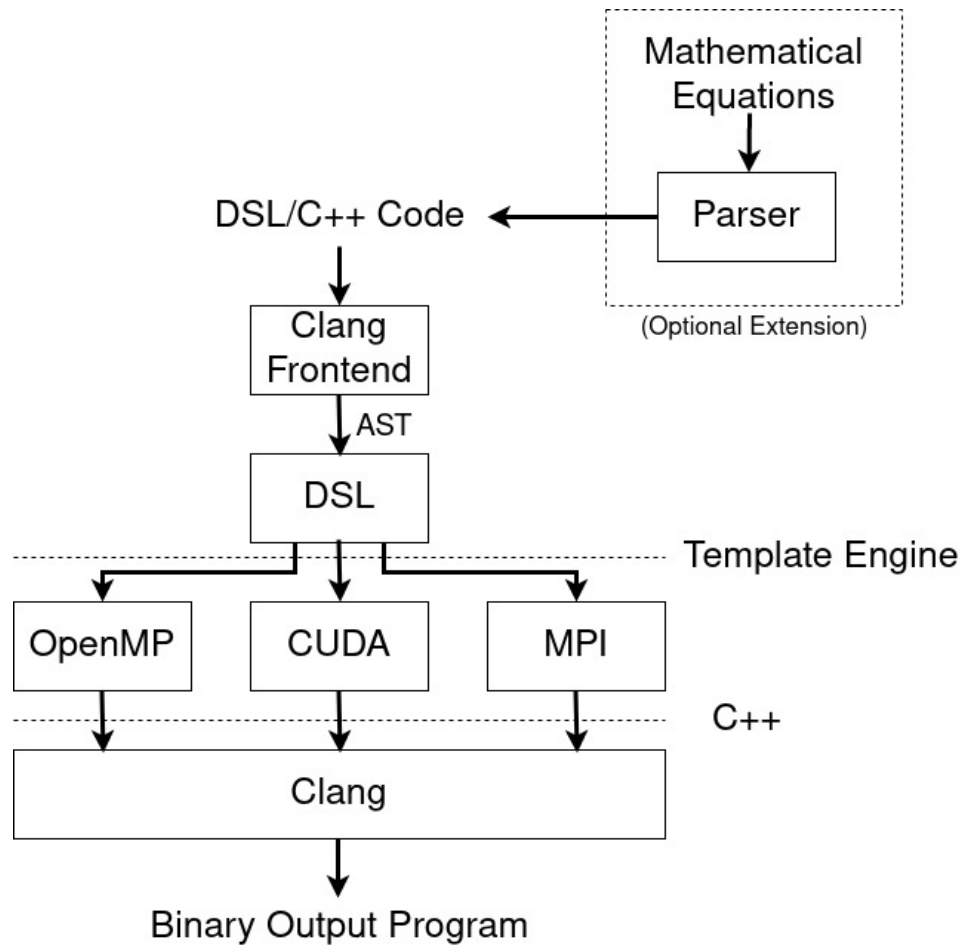 Mathematical
Equations
Parser
(Optional Extension)
DSL/C++ Code
Clang
Frontend
AST
DSL
Template Engine
OpenMP
CUDA
MPI
C++
Clang
Binary Output Program